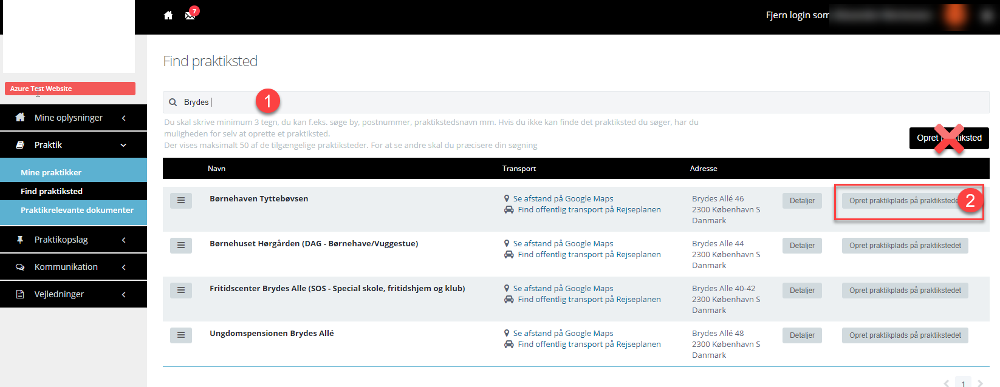 7
Fjern login som
Azure Test Website
Mine oplysninger
Praktik
Mine praktikker
Find praktiksted
Praktikrelevante dokumenter
Praktikopslag
Kommunikation
Vejledninger
Find praktiksted
Brydes
1
Du skal skrive minimum 3 tegn, du kan f.eks. søge by, postnummer, praktikstedsnavn mm. Hvis du ikke kan finde det praktiksted du søger, har du
muligheden for selv at oprette et praktiksted.
Der vises maksimalt 50 af de tilgængelige praktiksteder. For at se andre skal du præcisere din søgning
Opret praktiksted
Navn Transport Adresse
Børnehaven Tyttebøvsen Se afstand på Google Maps Brydes Allé 46 Detaljer Opret praktikplads på praktikstede 2
Find offentlig transport på Rejseplanen 2300 København S
Danmark
Børnehuset Hørgården (DAG - Børnehave/Vuggestue) Se afstand på Google Maps Brydes Allé 44 Detaljer Opret praktikplads på praktikstedet
Find offentlig transport på Rejseplanen 2300 København S
Danmark
Fritidscenter Brydes Alle (SOS - Special skole, fritidshjem og klub) Se afstand på Google Maps Brydes Alle 40-42 Detaljer Opret praktikplads på praktikstedet
Find offentlig transport på Rejseplanen 2300 København S
Danmark
Ungdomspensionen Brydes Allé Se afstand på Google Maps Brydes Allé 48 Detaljer Opret praktikplads på praktikstedet
Find offentlig transport på Rejseplanen 2300 København S
Danmark
1